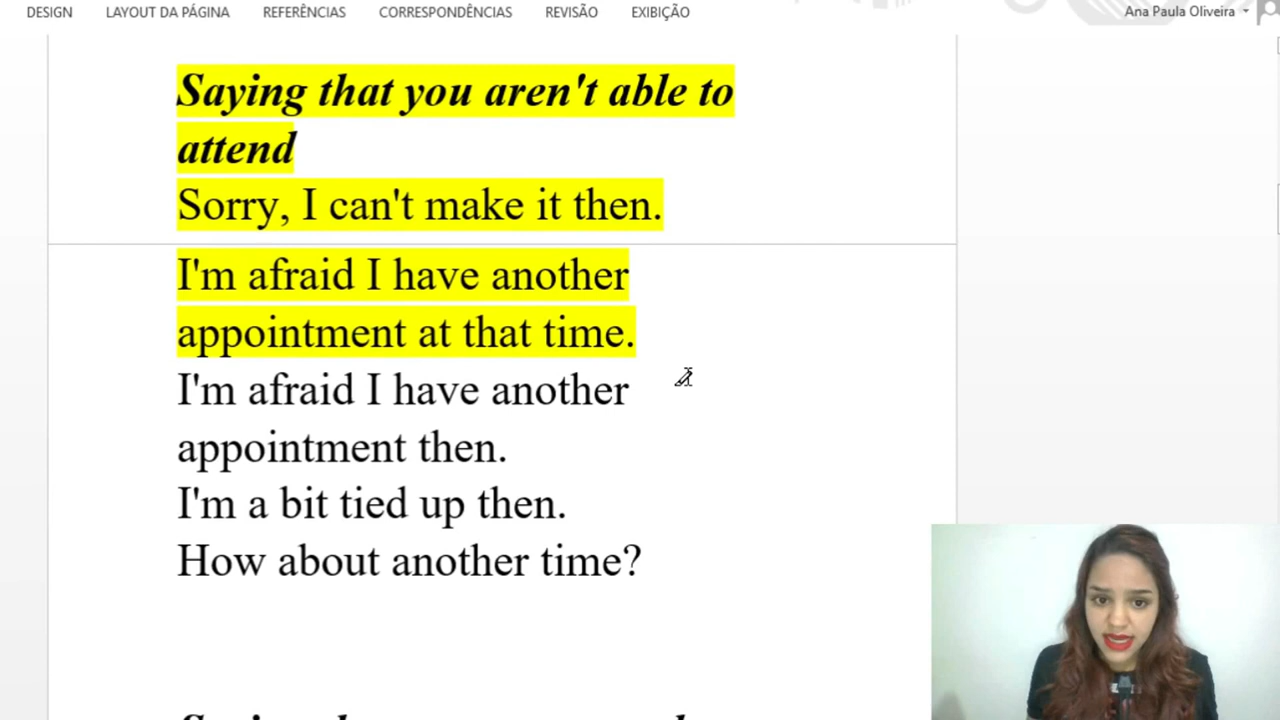 DESIGN LAYOUT DA PÁGINA REFERÊNCIAS CORRESPONDÊNCIAS REVISÃO EXIBIÇÃO Ana Paula Oliveira
Saying that you aren't able to
attend
Sorry, I can't make it then.
I'm afraid I have another
appointment at that time.
I'm afraid I have another
appointment then.
I'm a bit tied up then.
How about another time?